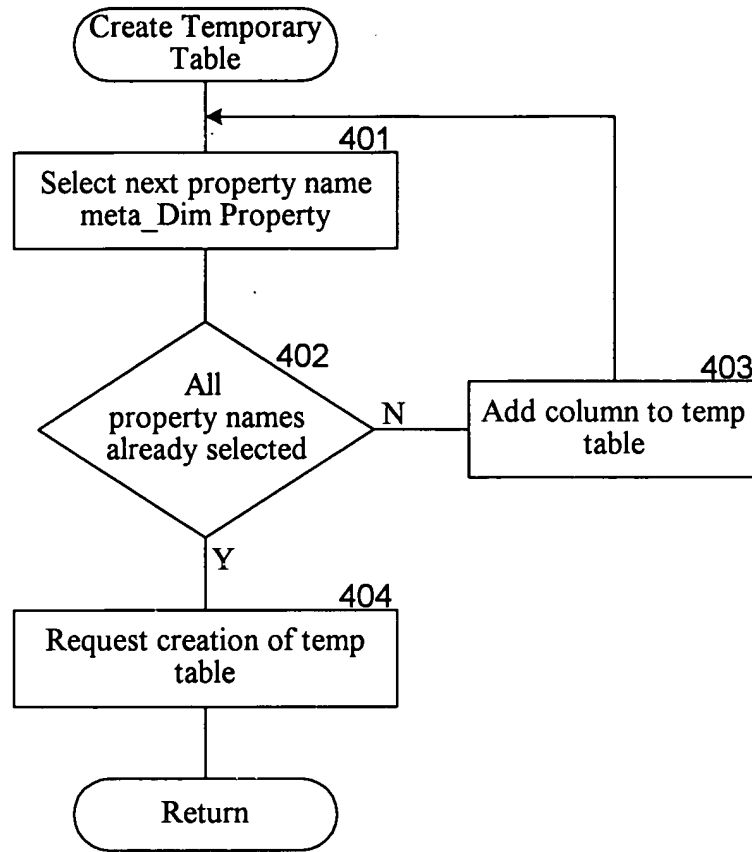 Create Temporary
Table
401
Select next property name
meta_Dim Property
402
All
property names
already selected
N
403
Add column to temp
table
Y
404
Request creation of temp
table
Return